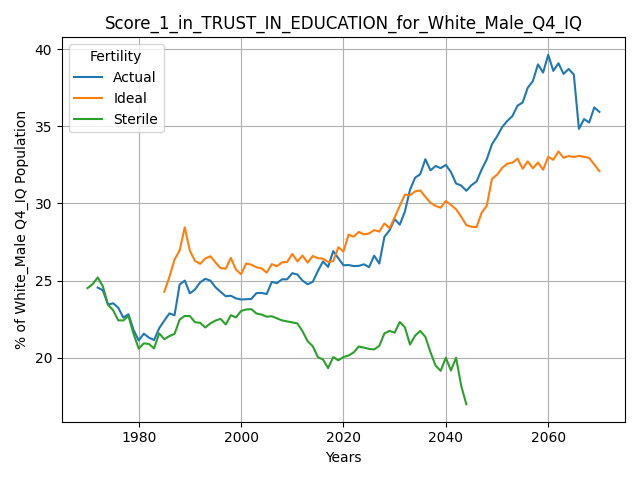 Score_1_in_TRUST_IN_EDUCATION_for_White_Male_Q4_IQ
Fertility
Actual
Ideal
Sterile
% of White_Male Q4_IQ Population
40
35
30
25
20
1980
2000
2020
2040
2060
Years